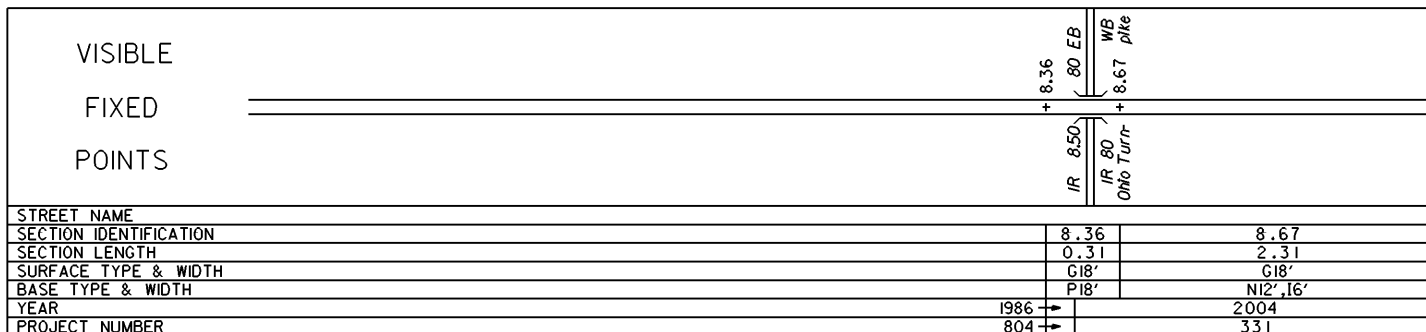 VISIBLE
FIXED
POINTS
8.36
80 EB
WB
pike
8.67
IR 8.50
IR 80
Ohio Turn-
STREET NAME
SECTION IDENTIFICATION 8.36 8.67
SECTION LENGTH 0.31 2.31
SURFACE TYPE & WIDTH G18' G18'
BASE TYPE & WIDTH P18' N12',I6'
YEAR 1986 2004
PROJECT NUMBER 804 331